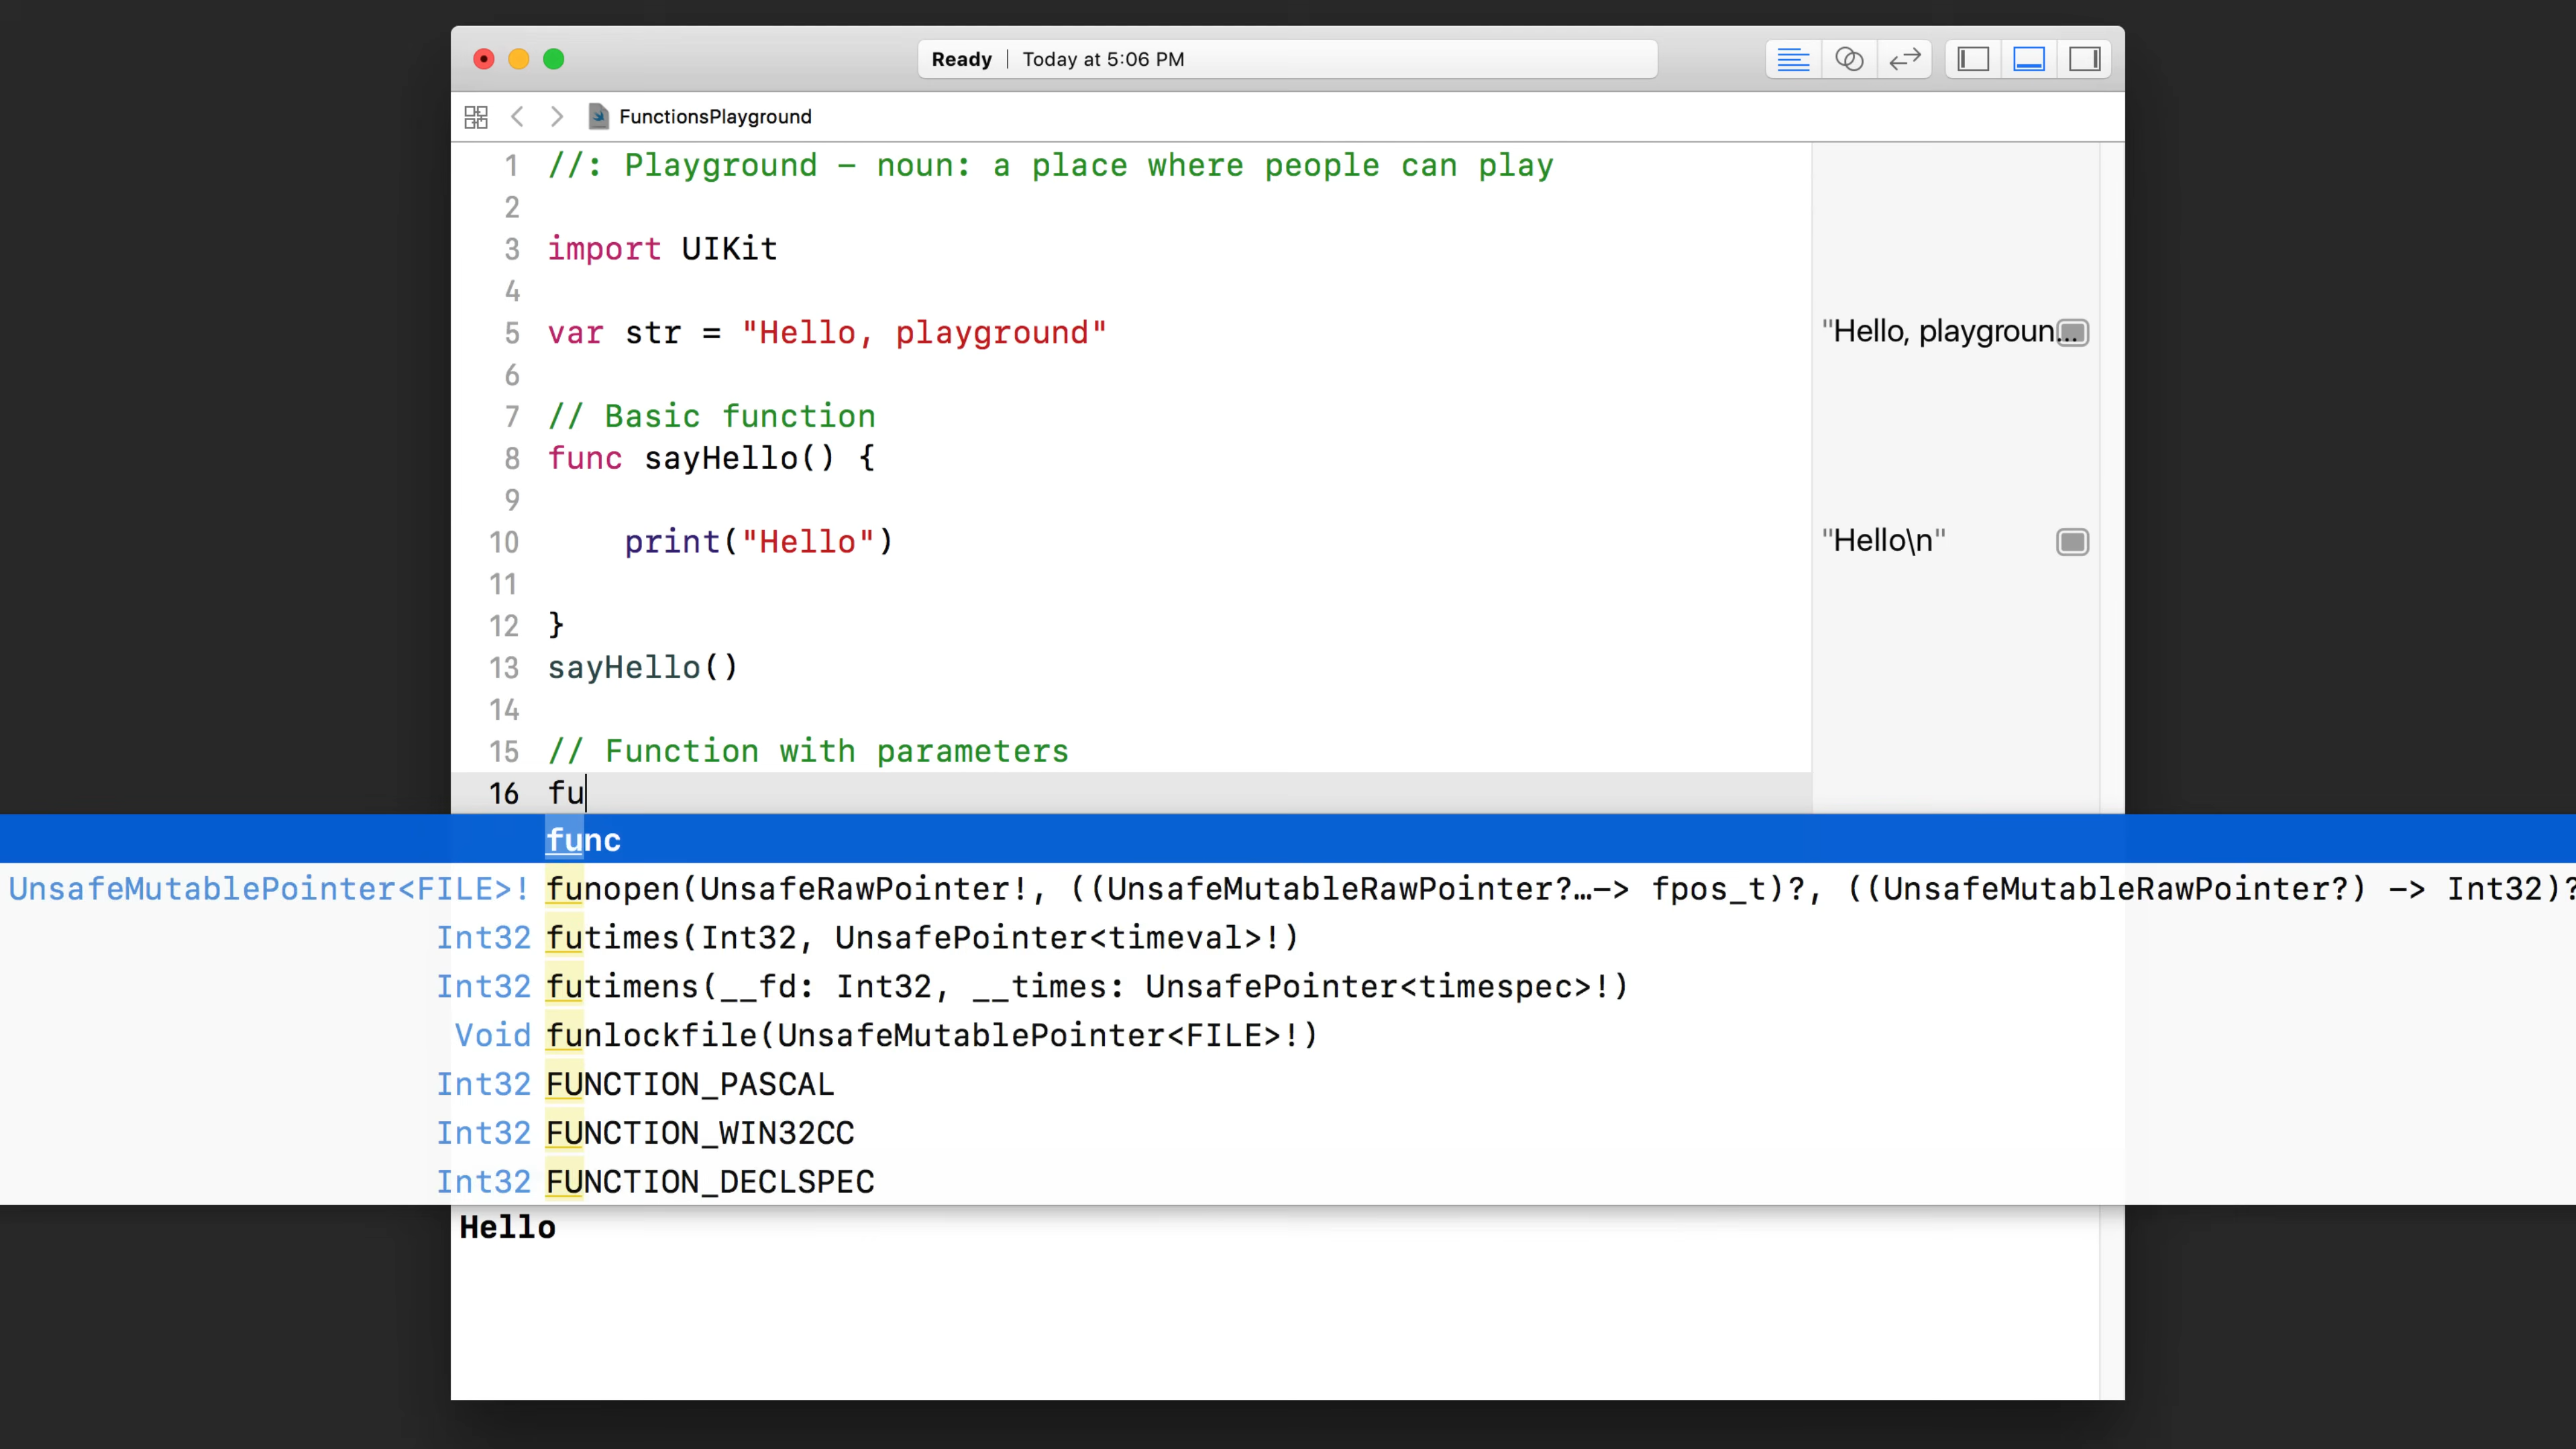 Ready | Today at 5:06 PM
FunctionsPlayground
1 //: Playground – noun: a place where people can play
2
3 import UIKit
4
5 var str = "Hello, playground" "Hello, playgroun...
6
7 // Basic function
8 func sayHello() {
9
10 print("Hello") "Hello\n"
11
12 }
13 sayHello()
14
15 // Function with parameters
16 fu
func
UnsafeMutablePointer<FILE>! funopen(UnsafeRawPointer!, ((UnsafeMutableRawPointer?…–> fpos_t)?, ((UnsafeMutableRawPointer?) –> Int32)?
Int32 futimes(Int32, UnsafePointer<timeval>!)
Int32 futimens(__fd: Int32, __times: UnsafePointer<timespec>!)
Void funlockfile(UnsafeMutablePointer<FILE>!)
Int32 FUNCTION_PASCAL
Int32 FUNCTION_WIN32CC
Int32 FUNCTION_DECLSPEC
Hello